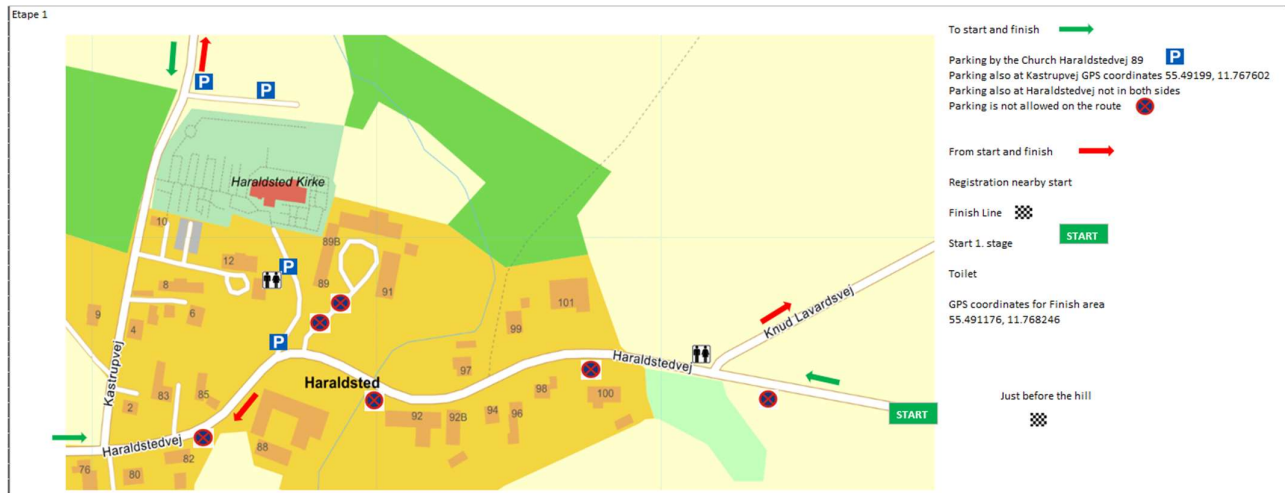 Etape 1
To start and finish
Parking by the Church Haraldstedvej 89 P
Parking also at Kastrupvej GPS coordinates 55.49199, 11.767602
Parking also at Haraldstedvej not in both sides
Parking is not allowed on the route
From start and finish
Registration nearby start
Finish Line
Start 1. stage START
Toilet
GPS coordinates for Finish area
55.491176, 11.768246
Just before the hill
P
P
Haraldsted Kirke
10
89B
12
P
8
89
91
101
9
6
4
99
Knud Lavardsvej
P
Kastrupvej
Haraldstedvej
Haraldsted
97
98
100
83
85
2
94
96
92
92B
START
88
Haraldstedvej
82
76
80